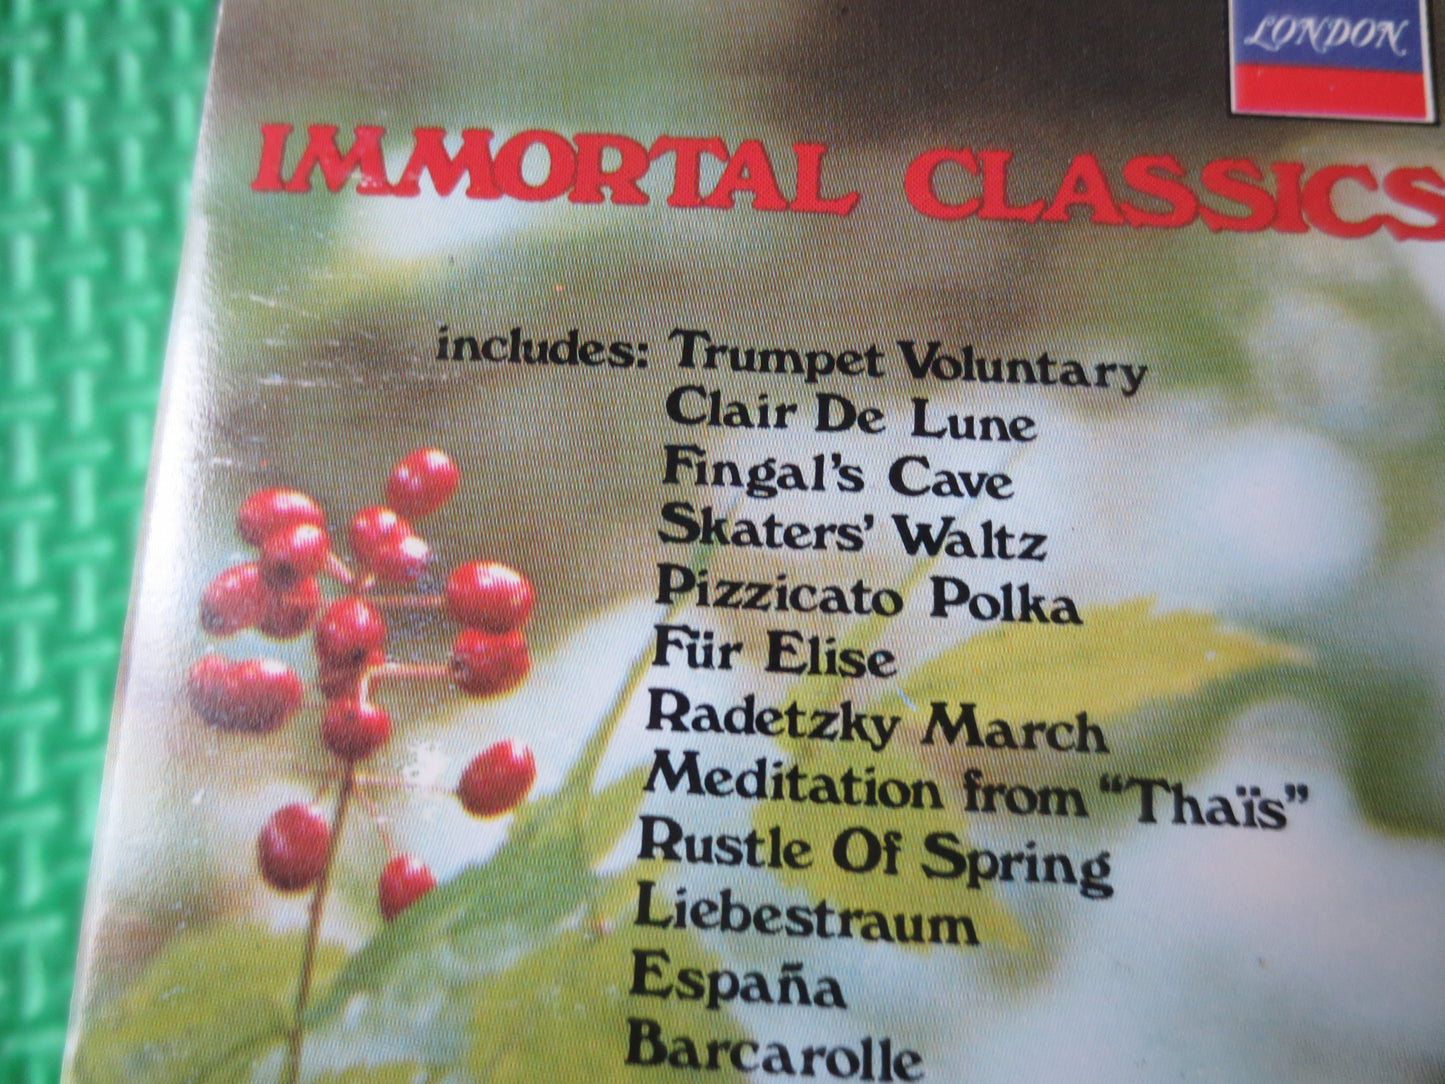 LONDON
IMMORTAL CLASSICS
includes: Trumpet Voluntary
Clair De Lune
Fingal's Cave
Skaters' Waltz
Pizzicato Polka
Für Elise
Radetzky March
Meditation from “Thaïs”
Rustle Of Spring
Liebestraum
España
Barcarolle